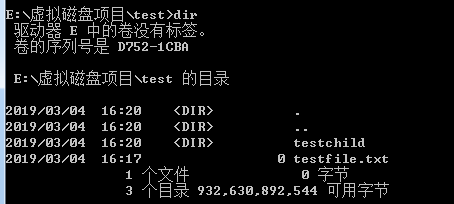 E:\虚拟磁盘项目\test>dir
驱动器 E 中的卷没有标签。
卷的序列号是 D752-1CBA
E:\虚拟磁盘项目\test 的目录
2019/03/04  16:20    <DIR>          .
2019/03/04  16:20    <DIR>          ..
2019/03/04  16:20    <DIR>          testchild
2019/03/04  16:17                 0 testfile.txt
1 个文件              0 字节
3 个目录 932,630,892,544 可用字节